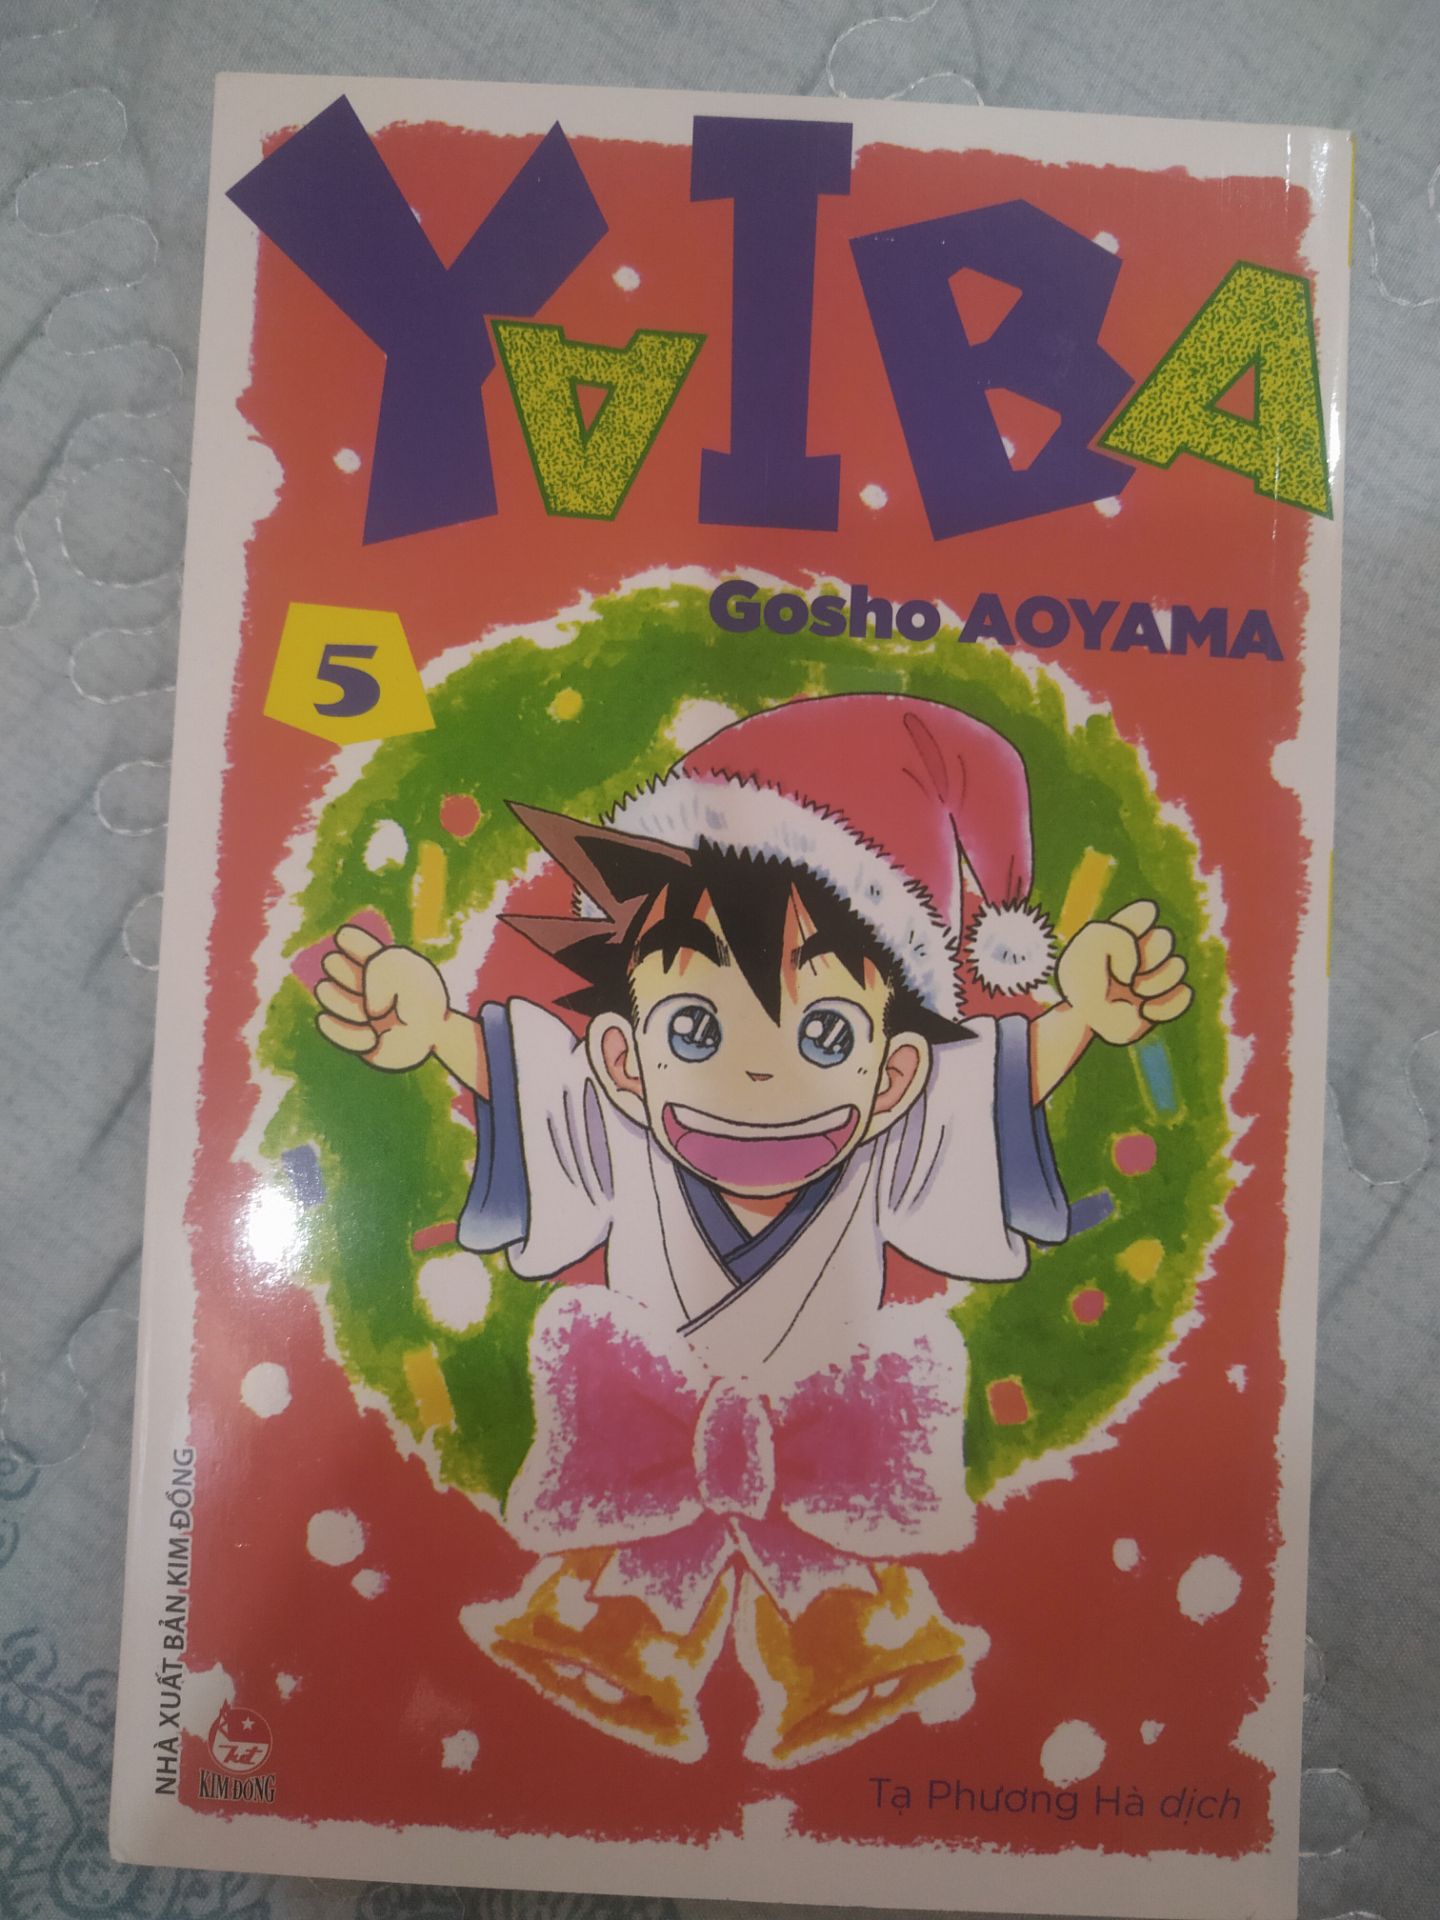 YAIBA
Gosho AOYAMA
5
NHÀ XUẤT BẢN KIM ĐỒNG
KIM ĐỒNG
Tạ Phương Hà dịch